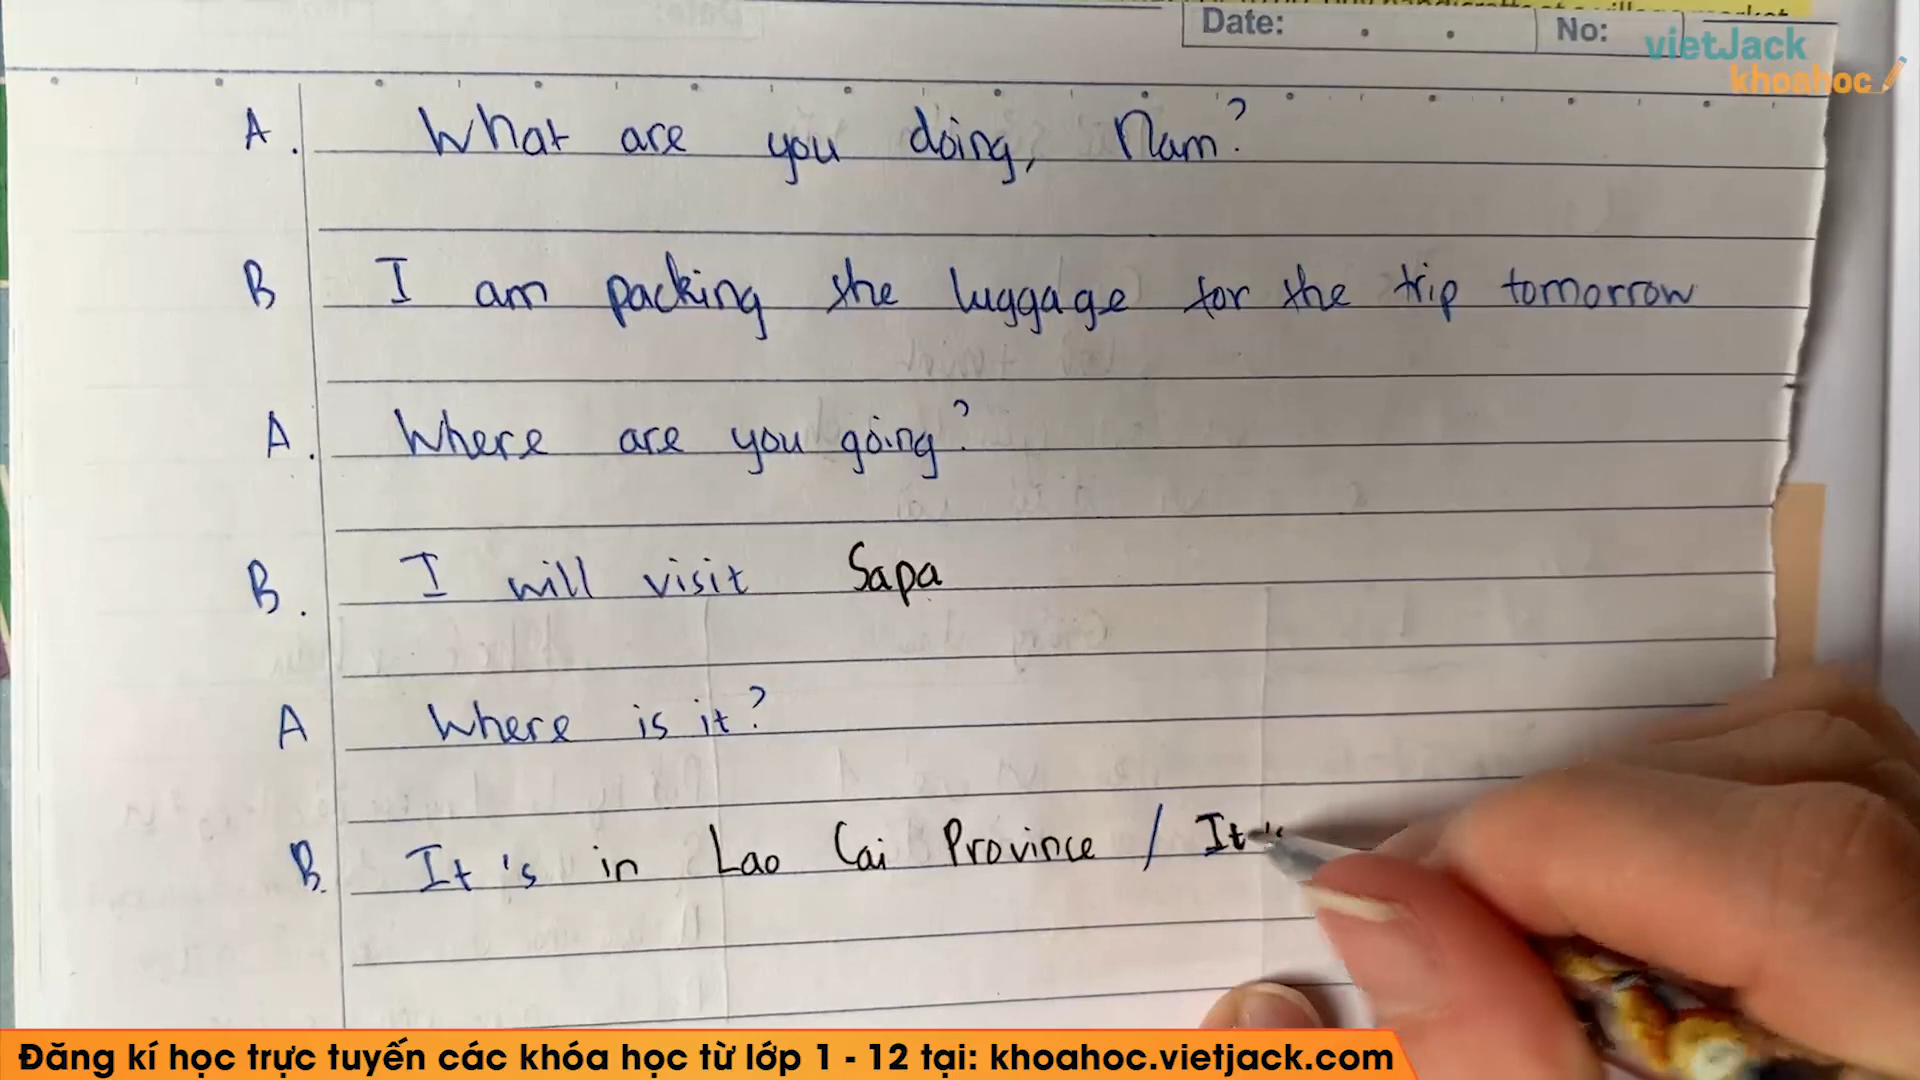 Date: . . No:
vietJack
khoahoc
A. What are you doing, Nam?
B I am packing the luggage for the trip tomorrow
A. Where are you going?
B. I will visit Sapa
A Where is it?
B. It's in Lao Cai Province / It's
Đăng kí học trực tuyến các khóa học từ lớp 1 - 12 tại: khoahoc.vietjack.com